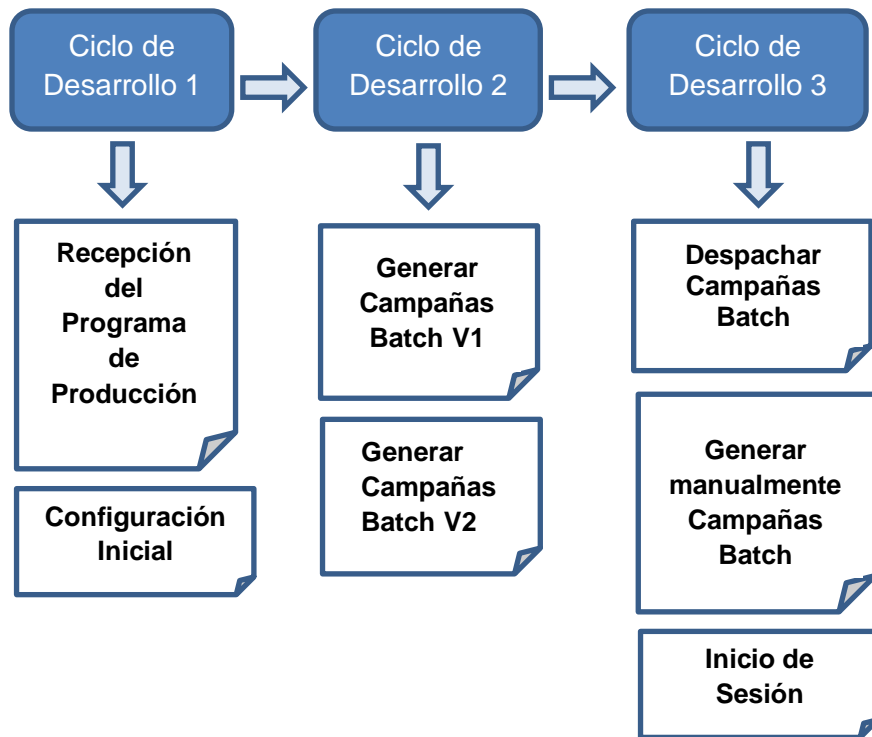 Ciclo de
Desarrollo 1
Ciclo de
Desarrollo 2
Ciclo de
Desarrollo 3
Recepción
del
Programa
de
Producción
Configuración
Inicial
Generar
Campañas
Batch V1
Generar
Campañas
Batch V2
Despachar
Campañas
Batch
Generar
manualmente
Campañas
Batch
Inicio de
Sesión